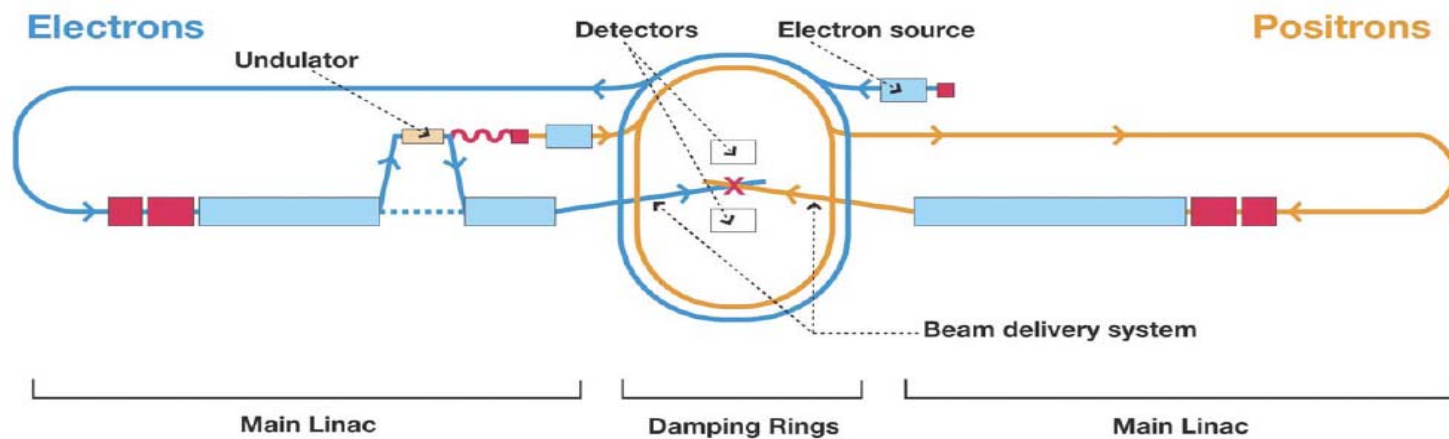 Electrons
Detectors
Electron source
Positrons
Undulator
X
Beam delivery system
Main Linac
Damping Rings
Main Linac